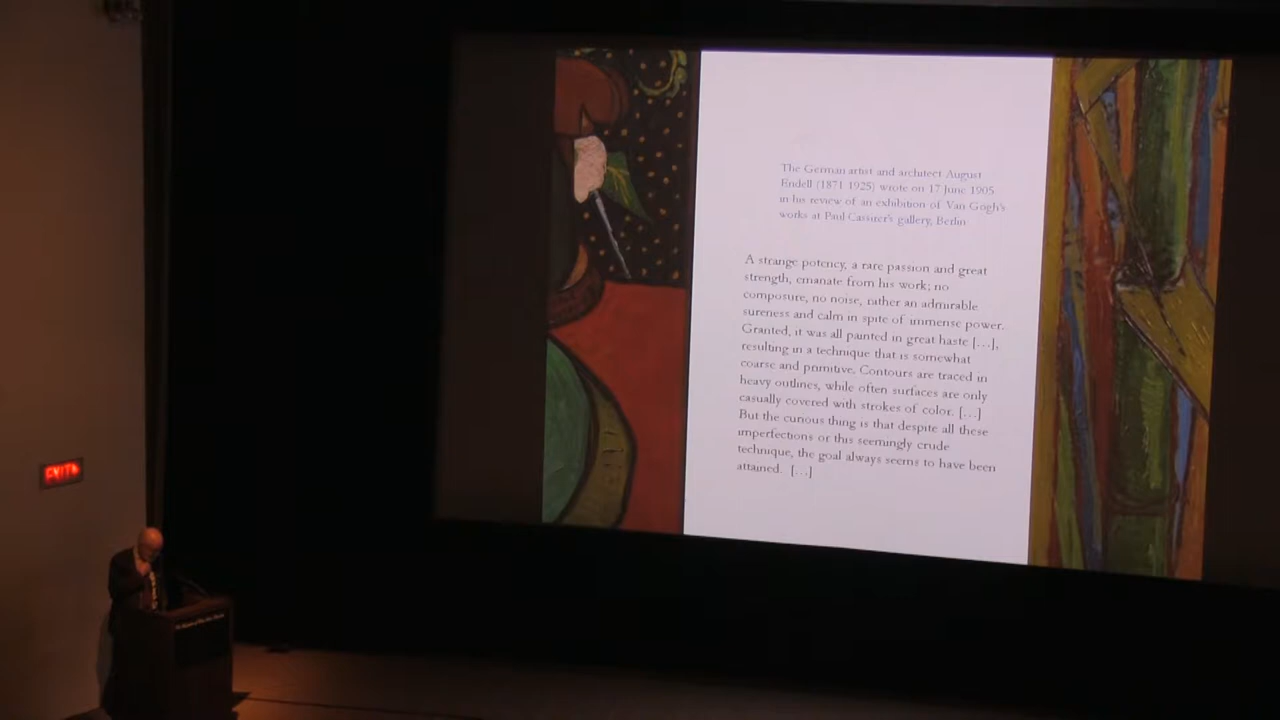 EXIT
The German artist and architect August
Endell (1871-1925) wrote on 17 June 1905
in his review of an exhibition of Van Gogh's
works at Paul Cassirer's gallery, Berlin
A strange potency, a rare passion and great
strength, emanate from his work; no
composure, no noise, rather an admirable
sureness and calm in spite of immense power.
Granted, it was all painted in great haste [...],
resulting in a technique that is somewhat
coarse and primitive. Contours are traced in
heavy outlines, while often surfaces are only
casually covered with strokes of color. [...]
But the curious thing is that despite all these
imperfections or this seemingly crude
technique, the goal always seems to have been
attained. [...]